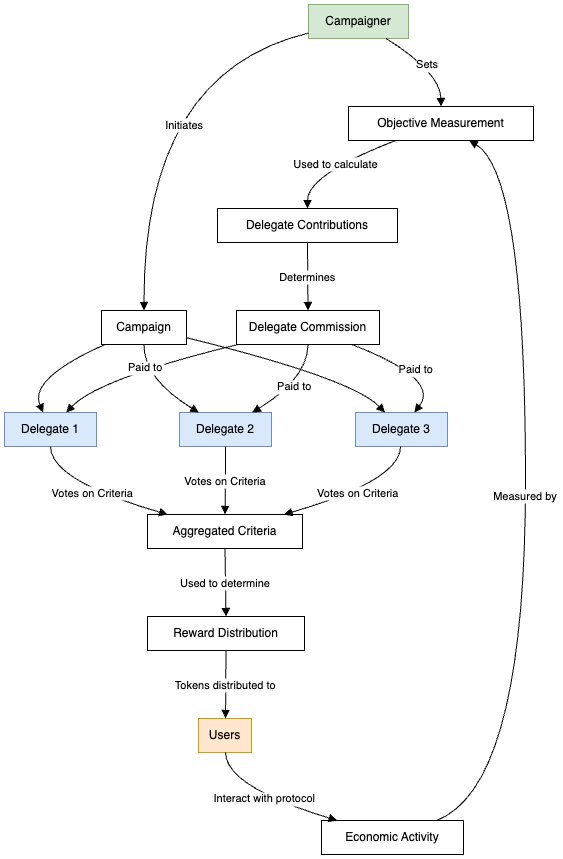 Campaigner
Sets
Initiates
Objective Measurement
Used to calculate
Delegate Contributions
Determines
Campaign
Delegate Commission
Paid to
Paid to
Paid to
Delegate 1
Delegate 2
Delegate 3
Votes on Criteria
Votes on Criteria
Votes on Criteria
Measured by
Aggregated Criteria
Used to determine
Reward Distribution
Tokens distributed to
Users
Interact with protocol
Economic Activity